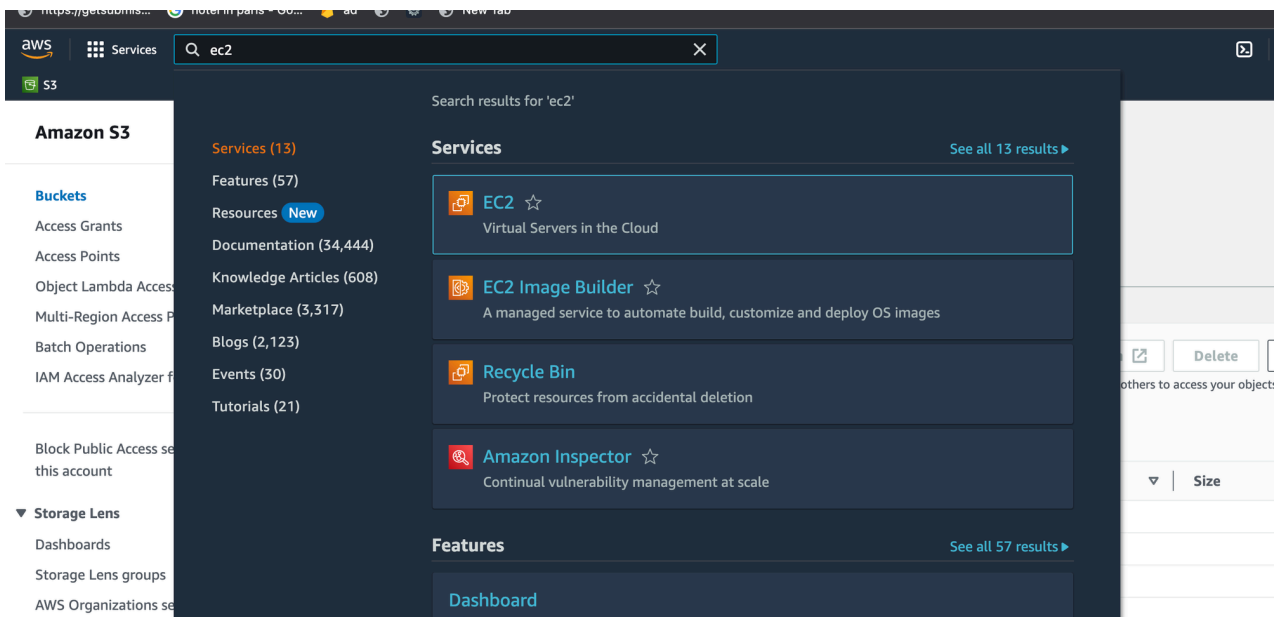 https://getsubmis... hotel in paris - Go... ad New Tab
aws Services ec2
S3
Amazon S3
Buckets
Access Grants
Access Points
Object Lambda Access
Multi-Region Access P
Batch Operations
IAM Access Analyzer f
Block Public Access se
this account
Storage Lens
Dashboards
Storage Lens groups
AWS Organizations se
Services (13)
Features (57)
Resources New
Documentation (34,444)
Knowledge Articles (608)
Marketplace (3,317)
Blogs (2,123)
Events (30)
Tutorials (21)
Search results for 'ec2'
Services See all 13 results
EC2
Virtual Servers in the Cloud
EC2 Image Builder
A managed service to automate build, customize and deploy OS images
Recycle Bin
Protect resources from accidental deletion
Amazon Inspector
Continual vulnerability management at scale
Features See all 57 results
Dashboard
Delete
others to access your objects
Size